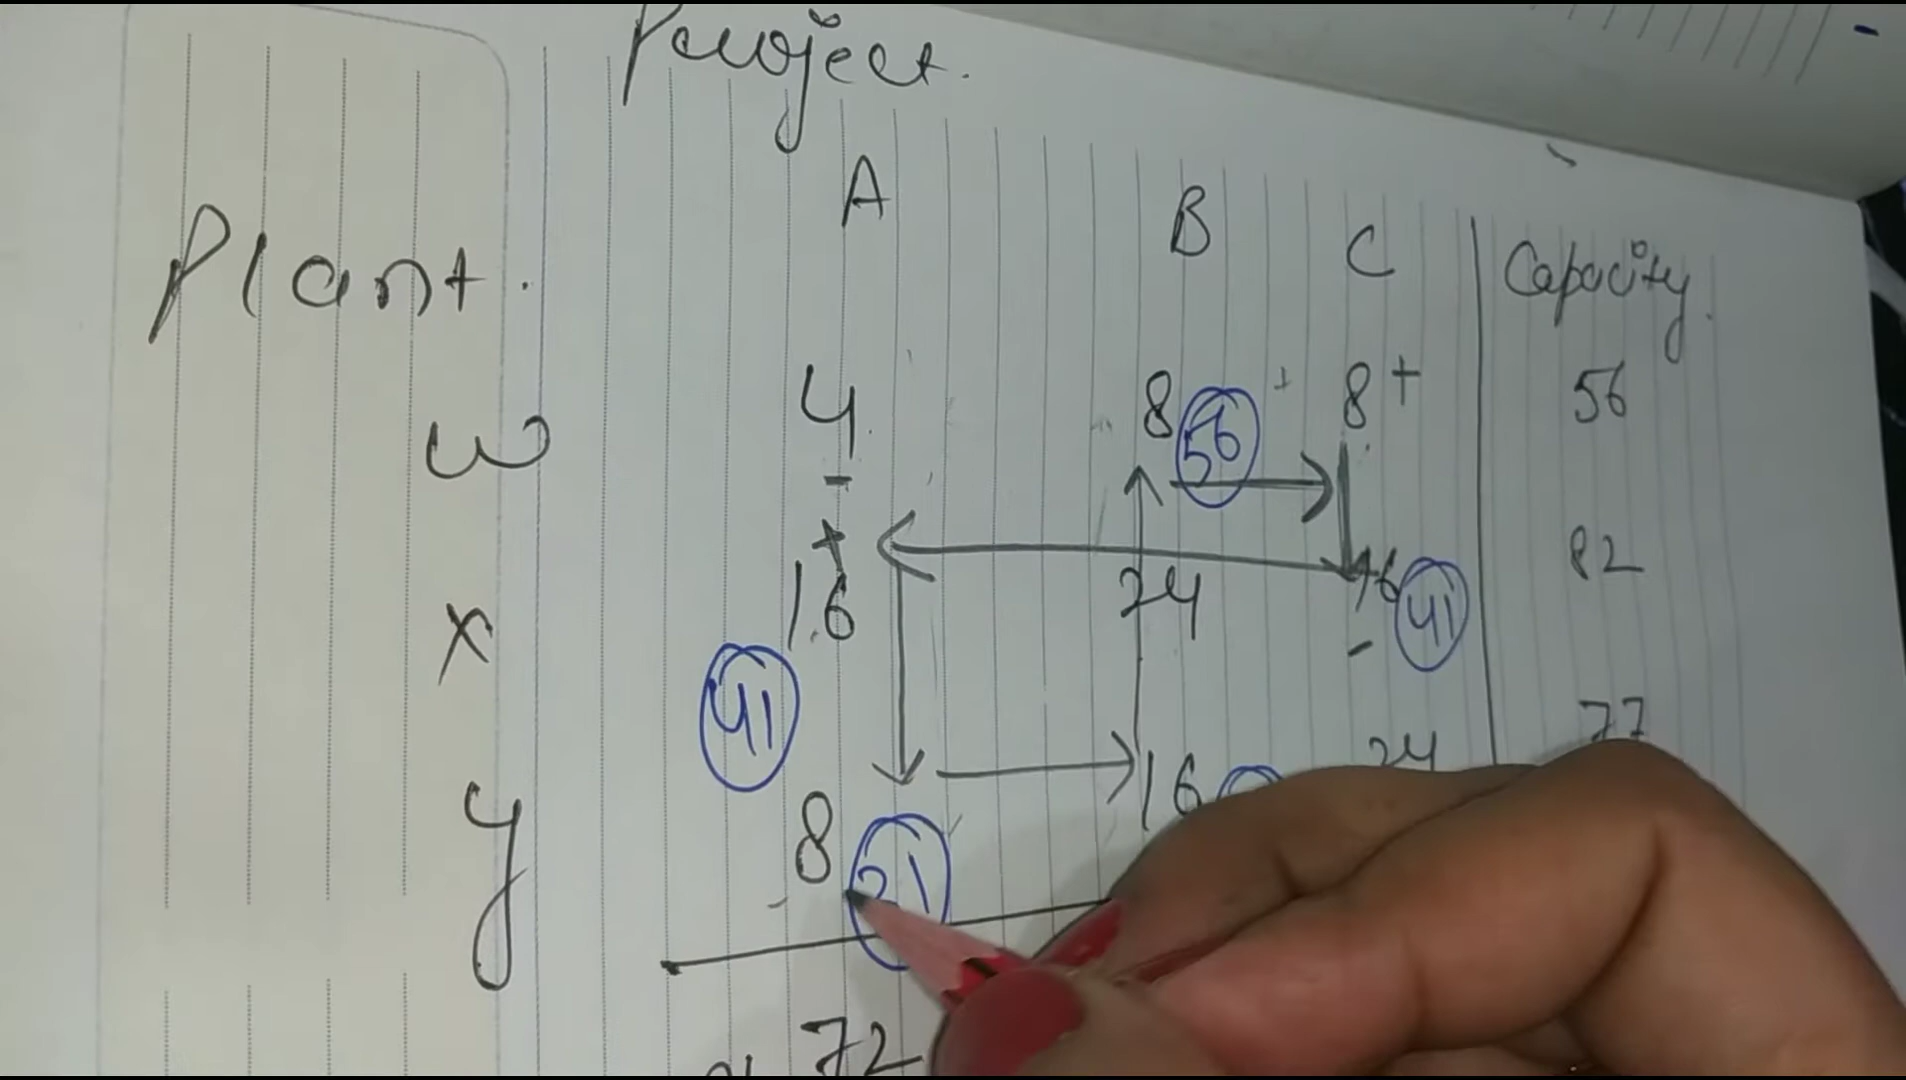 Project.
A B C Capacity.
Plant.
w 4 - 8 56 + 8 + 56
x + 16 41 24 16 41 - 82
y 8 21 16 24 77
72